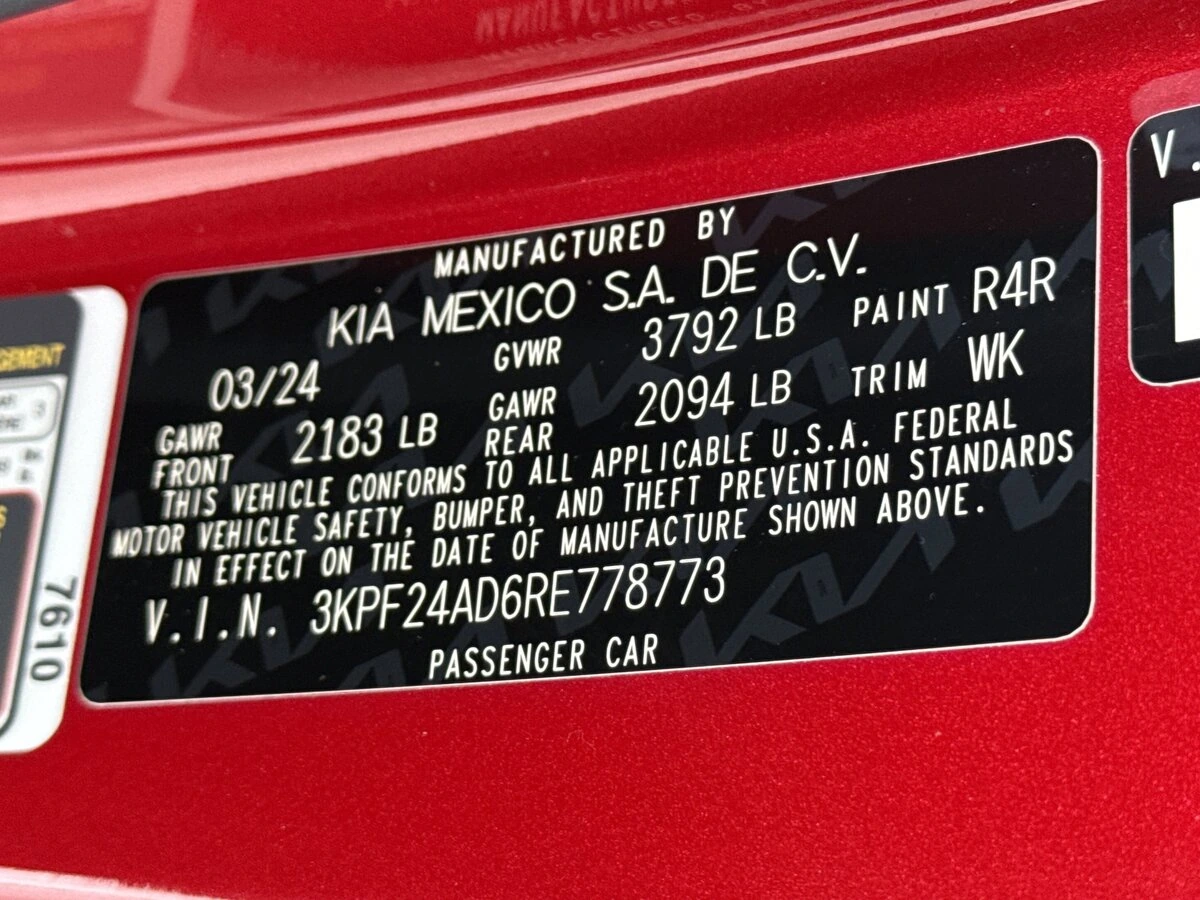 MANUFACTURED BY
KIA MEXICO S.A. DE C.V.
03/24 GVWR 3792 LB PAINT R4R
GAWR FRONT 2183 LB GAWR REAR 2094 LB TRIM WK
THIS VEHICLE CONFORMS TO ALL APPLICABLE U.S.A. FEDERAL
MOTOR VEHICLE SAFETY, BUMPER, AND THEFT PREVENTION STANDARDS
IN EFFECT ON THE DATE OF MANUFACTURE SHOWN ABOVE.
V.I.N. 3KPF24AD6RE778773
PASSENGER CAR
7610
V.